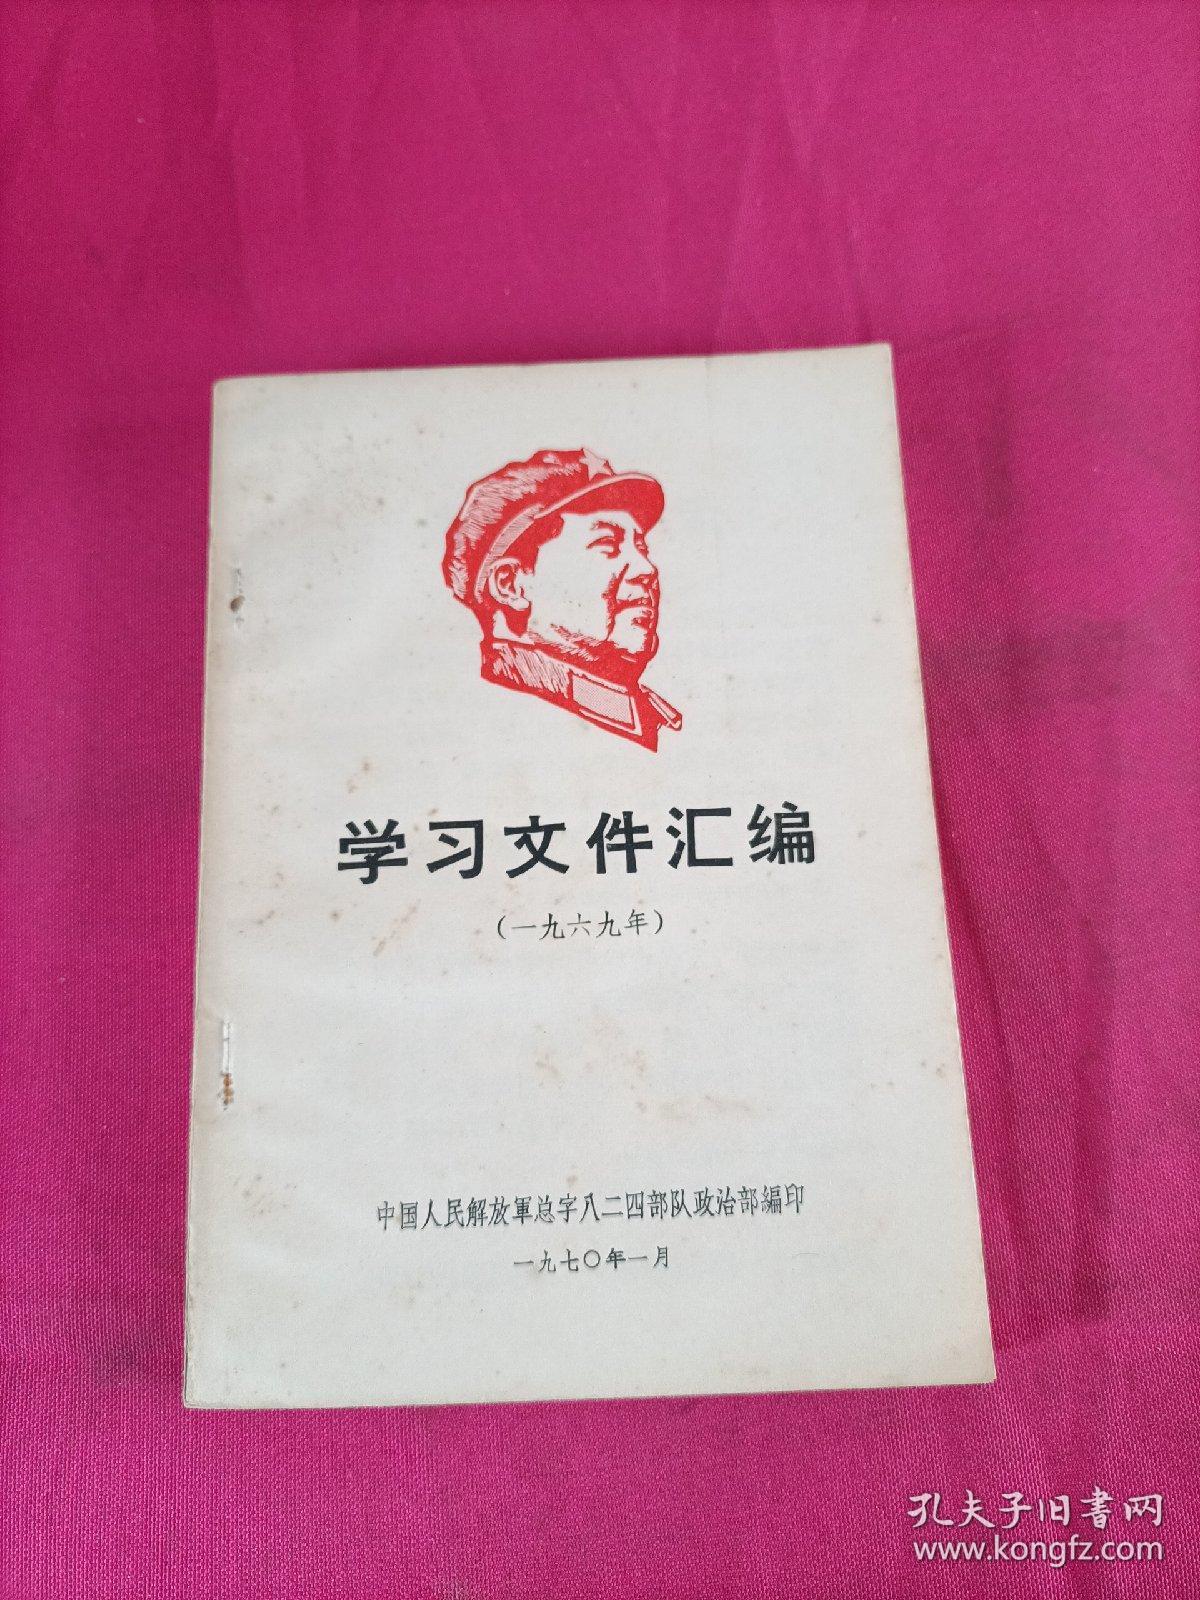 学习文件汇编
(一九六九年)
中国人民解放軍总字八二四部队政治部編印
一九七〇年一月
孔夫子旧書网
www.kongfz.com